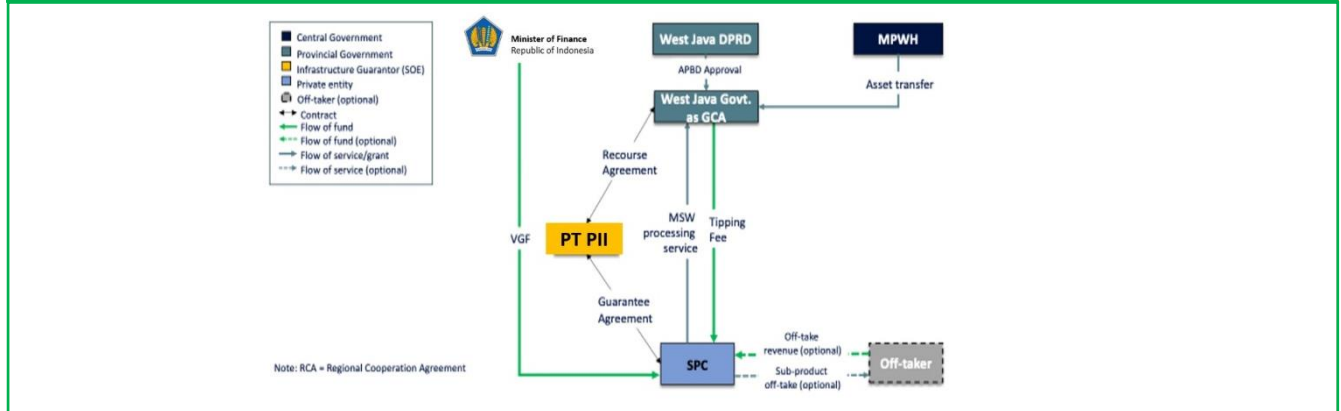 Central Government
Provincial Government
Infrastructure Guarantor (SOE)
Private entity
Off-taker (optional)
Contract
Flow of fund
Flow of fund (optional)
Flow of service/grant
Flow of service (optional)
Minister of Finance
Republic of Indonesia
West Java DPRD
MPWH
APBD Approval
Asset transfer
West Java Govt.
as GCA
Recourse
Agreement
VGF
PT PII
MSW
processing
service
Tipping
Fee
Guarantee
Agreement
SPC
Off-take
revenue (optional)
Sub-product
off-take (optional)
Off-taker
Note: RCA = Regional Cooperation Agreement